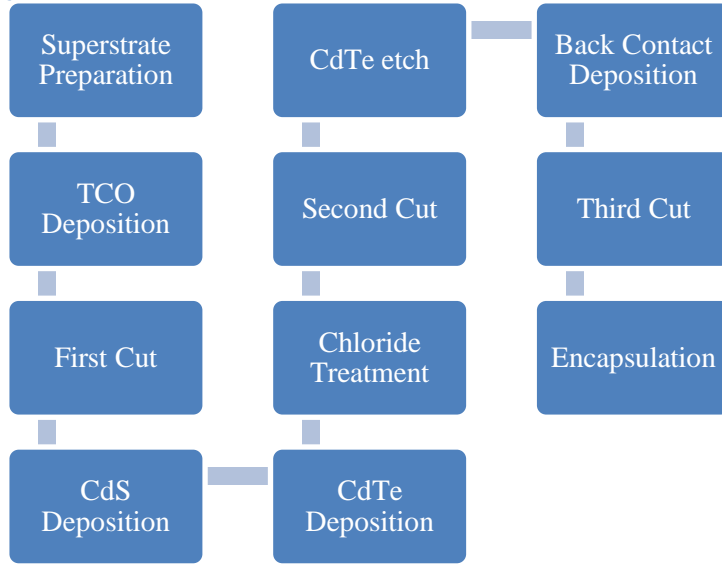 Superstrate
Preparation
TCO
Deposition
First Cut
CdS
Deposition
CdTe
Deposition
Chloride
Treatment
Second Cut
CdTe etch
Back Contact
Deposition
Third Cut
Encapsulation